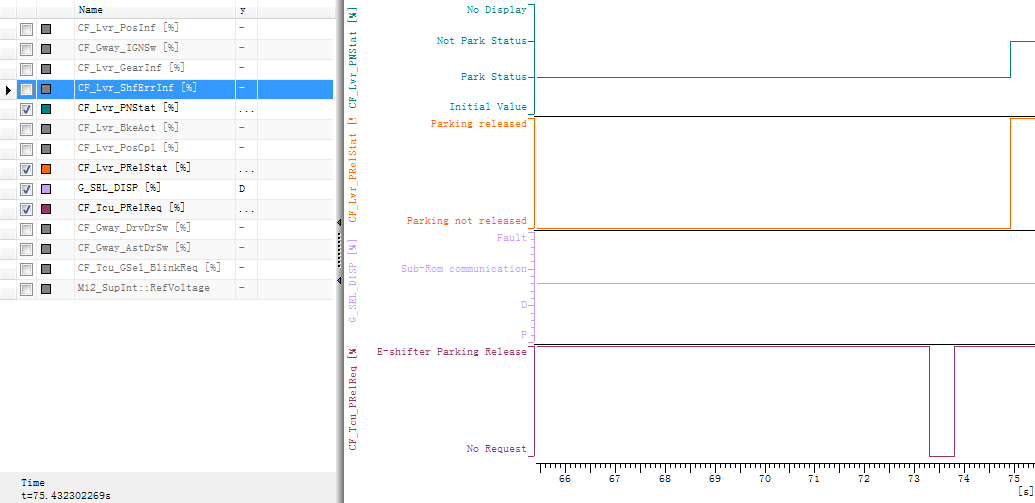 Name y
CF_Lvr_PosInf [%] -
CF_Gway_IGNSw [%] -
CF_Lvr_GearInf [%] -
CF_Lvr_ShfErrInf [%] -
CF_Lvr_PNStat [%] ...
CF_Lvr_BkeAct [%] -
CF_Lvr_PosCpl [%] -
CF_Lvr_PRelStat [%] ...
G_SEL_DISP [%] D
CF_Tcu_PRelReq [%] ...
CF_Gway_DrvDrSw [%] -
CF_Gway_AstDrSw [%] -
CF_Tcu_GSel_BlinkReq [%] -
M12_SupInt::RefVoltage -
Time
t=75.432302269s
CF_Lvr_PNStat [%]
No Display
Not Park Status
Park Status
Initial Value
CF_Lvr_PRelStat [%]
Parking released
Parking not released
G_SEL_DISP [%]
Fault
Sub-Rom communication
D
P
CF_Tcu_PRelReq [%]
E-shifter Parking Release
No Request
66 67 68 69 70 71 72 73 74 75
[s]